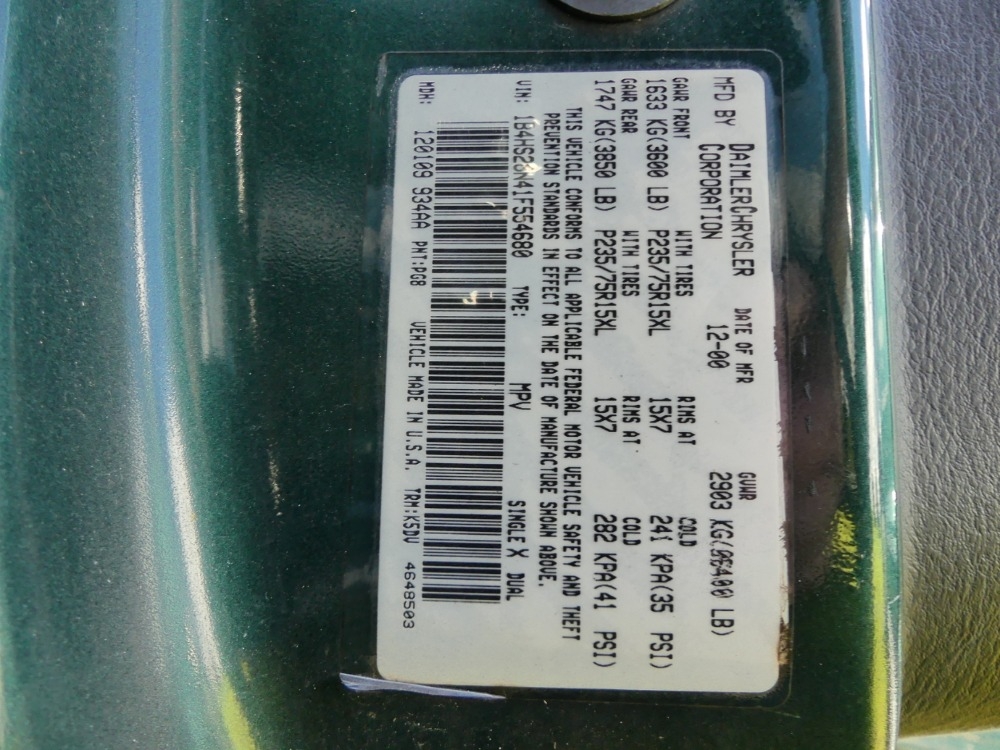 MFD BY DAIMLERCHRYSLER CORPORATION DATE OF MFR 12-00 GVWR 2903 KG(06400 LB)
GAWR FRONT WITH TIRES RIMS AT COLD
1633 KG(3600 LB) P235/75R15XL 15X7 241 KPA(35 PSI)
GAWR REAR WITH TIRES RIMS AT COLD
1747 KG(3850 LB) P235/75R15XL 15X7 282 KPA(41 PSI)
THIS VEHICLE CONFORMS TO ALL APPLICABLE FEDERAL MOTOR VEHICLE SAFETY AND THEFT
PREVENTION STANDARDS IN EFFECT ON THE DATE OF MANUFACTURE SHOWN ABOVE.
VIN: 1B4HS28N41F554680 TYPE: MPV SINGLE X DUAL
MDH: 120109 934AA PNT:PG8 VEHICLE MADE IN U.S.A. TRM:K5DV 4648503